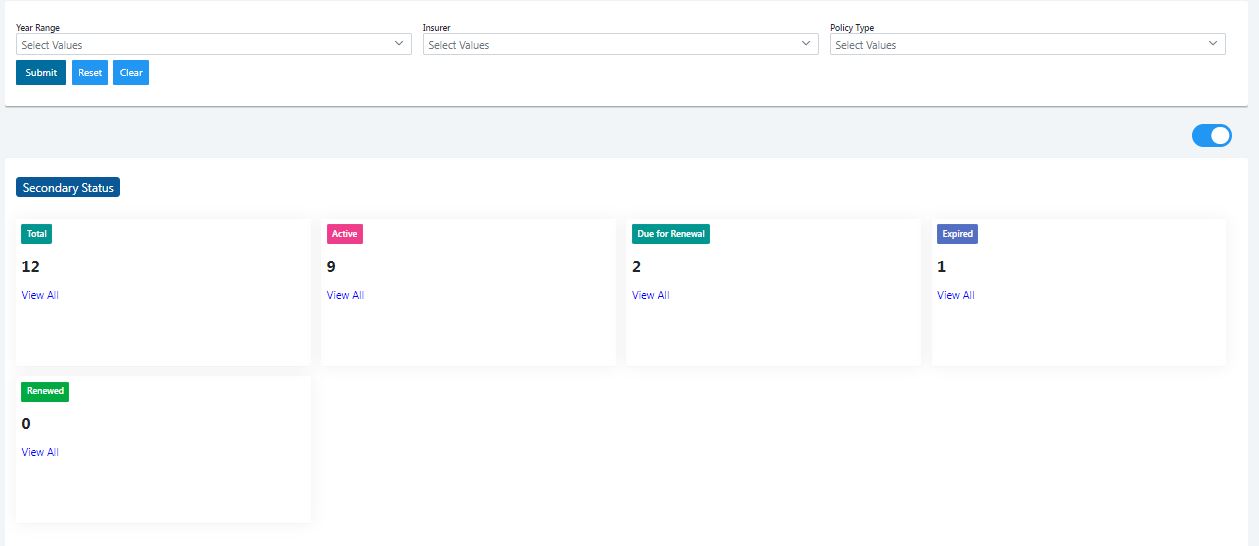 Year Range Insurer Policy Type
Select Values Select Values Select Values
Submit Reset Clear
Secondary Status
Total Active Due for Renewal Expired
12 9 2 1
View All View All View All View All
Renewed
0
View All